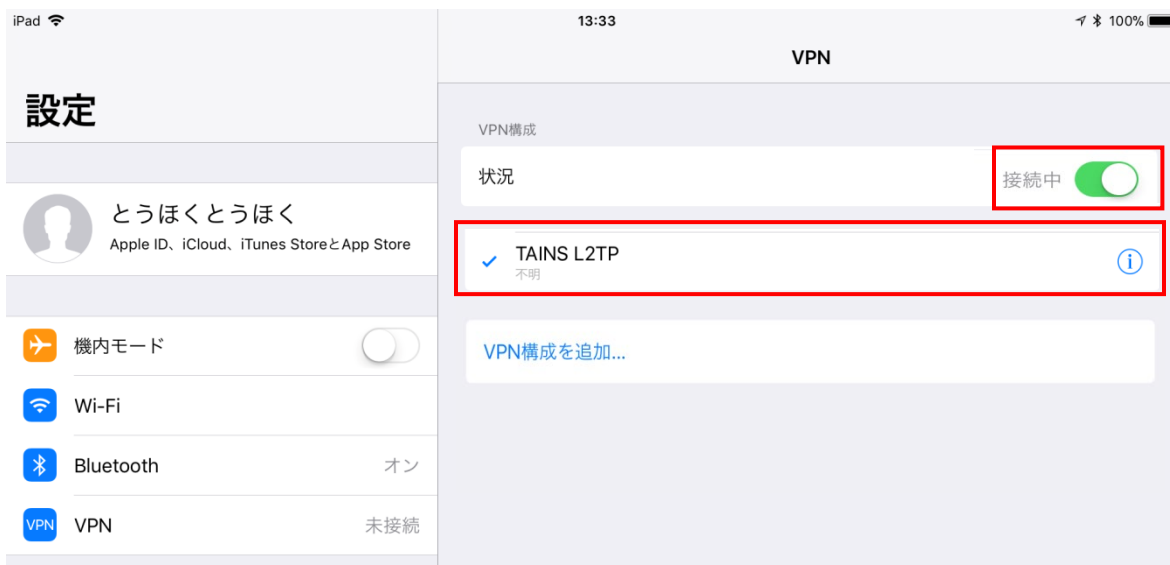 iPad
13:33
100%
設定
とうほくとうほく
Apple ID、iCloud、iTunes StoreとApp Store
機内モード
Wi-Fi
Bluetooth オン
VPN VPN 未接続
VPN
VPN構成
状況 接続中
TAINS L2TP
不明
VPN構成を追加...